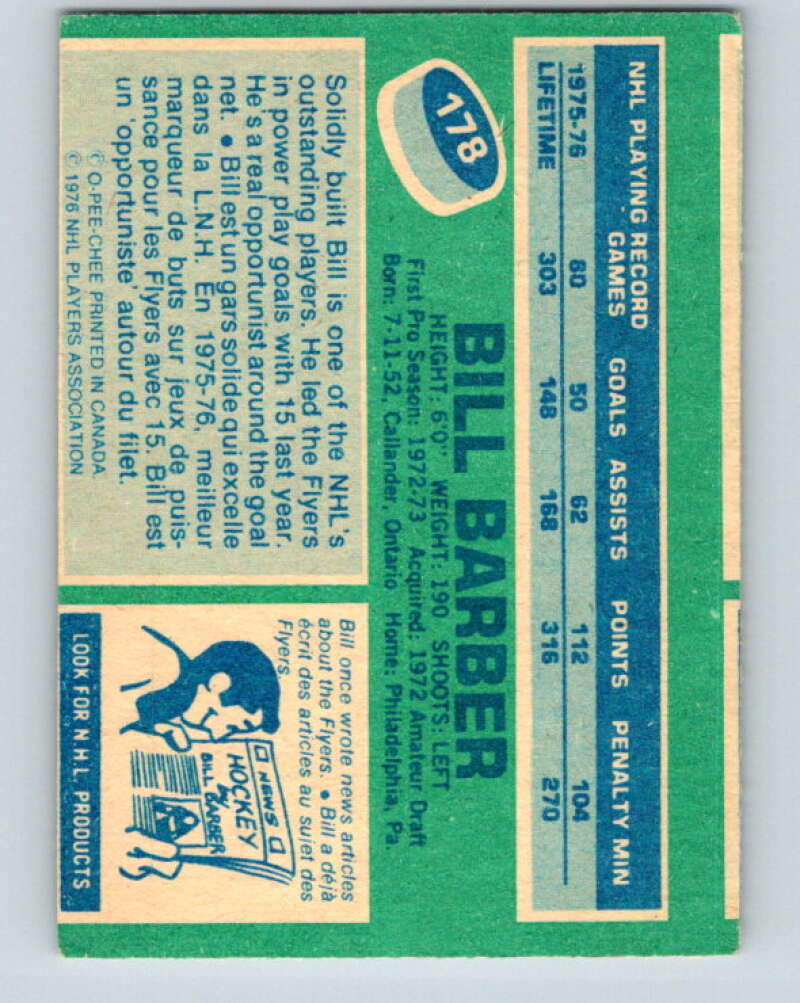 NHL PLAYING RECORD
GAMES GOALS ASSISTS POINTS PENALTY MIN
1975-76 80 50 62 112 104
LIFETIME 303 148 168 316 270
178
BILL BARBER
HEIGHT: 6'0" WEIGHT: 190 SHOOTS: LEFT
First Pro Season: 1972-73 Acquired: 1972 Amateur Draft
Born: 7-11-52, Callander, Ontario Home: Philadelphia, Pa.
Solidly built Bill is one of the NHL's
outstanding players. He led the Flyers
in power play goals with 15 last year.
He's a real opportunist around the goal
net. • Bill est un gars solide qui excelle
dans la L.N.H. En 1975-76, meilleur
marqueur de buts sur jeux de puis-
sance pour les Flyers avec 15. Bill est
un 'opportuniste' autour du filet.
© O-PEE-CHEE PRINTED IN CANADA
© 1976 NHL PLAYERS ASSOCIATION
Bill once wrote news articles
about the Flyers. • Bill a déjà
écrit des articles au sujet des
Flyers.
NEWS
HOCKEY
by
BILL BARBER
LOOK FOR N.H.L. PRODUCTS